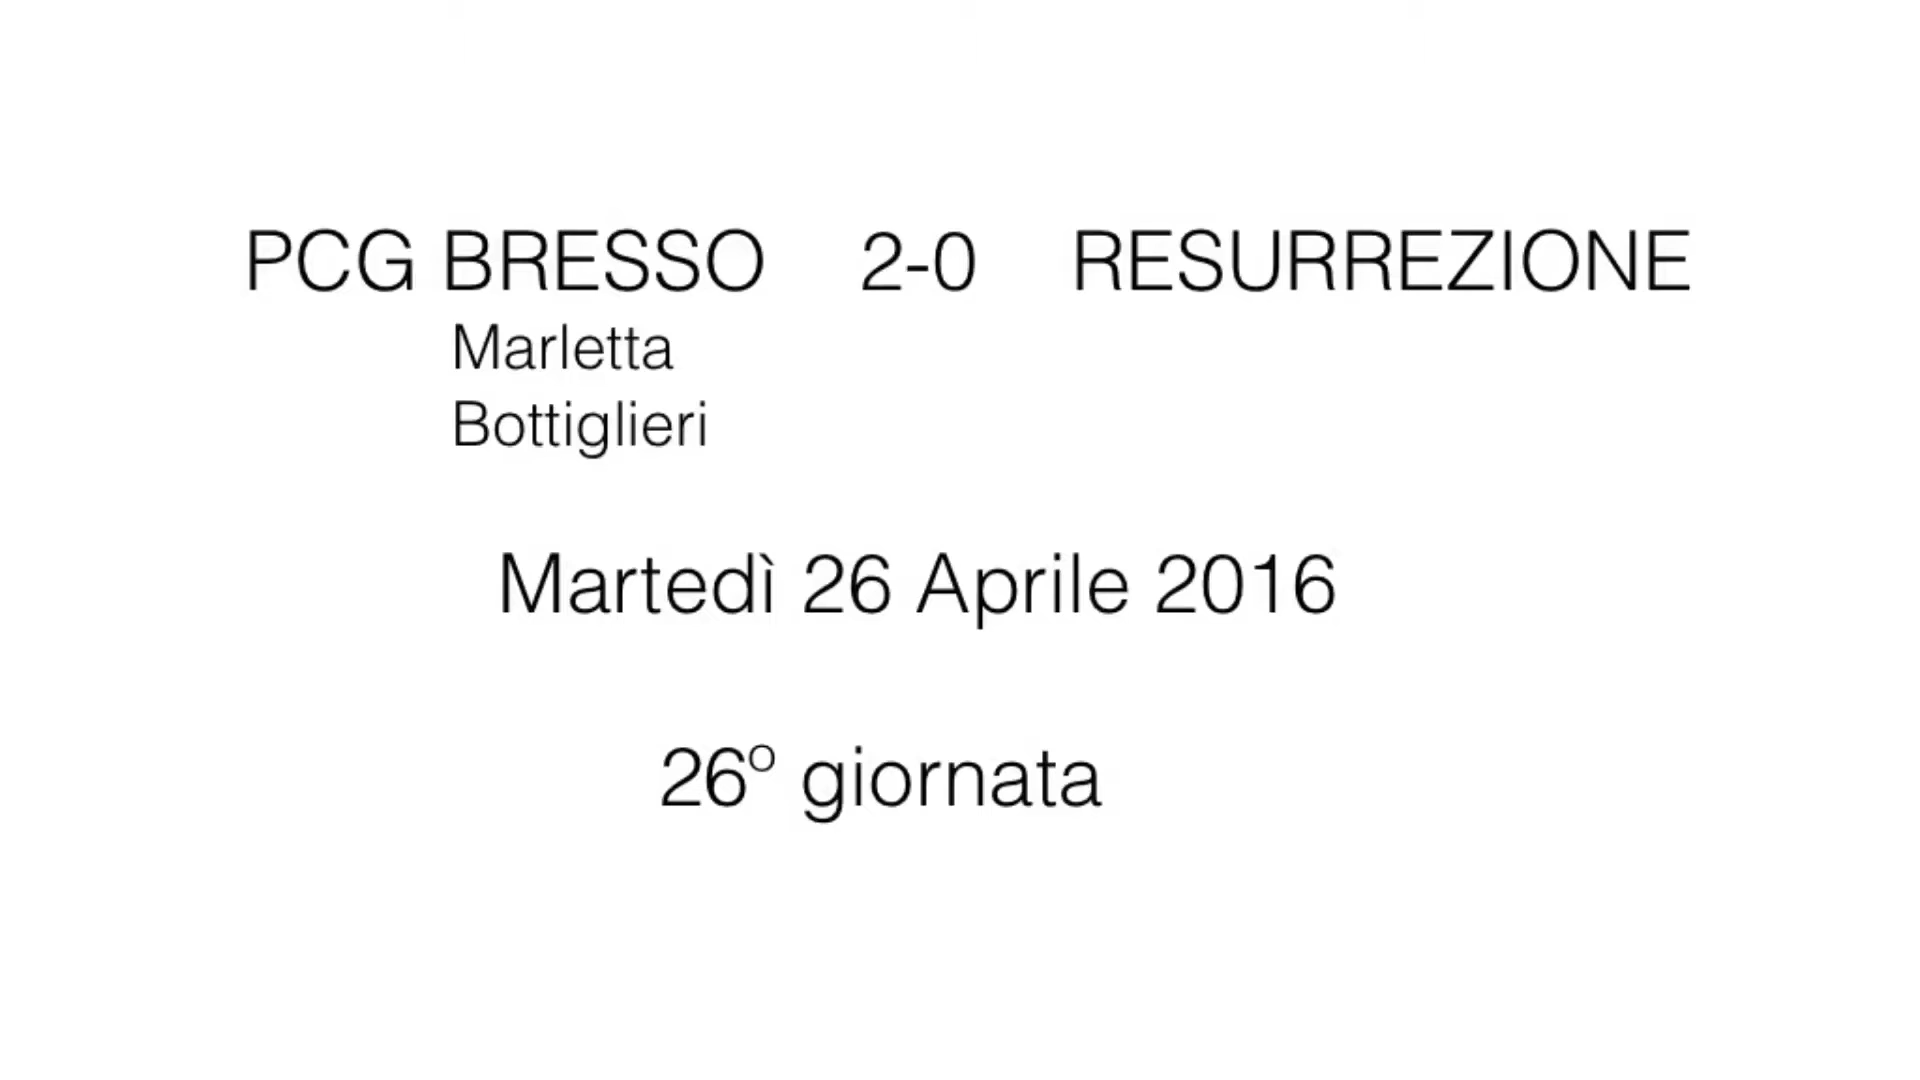 PCG BRESSO 2-0 RESURREZIONE
Marletta
Bottiglieri
Martedì 26 Aprile 2016
26º giornata